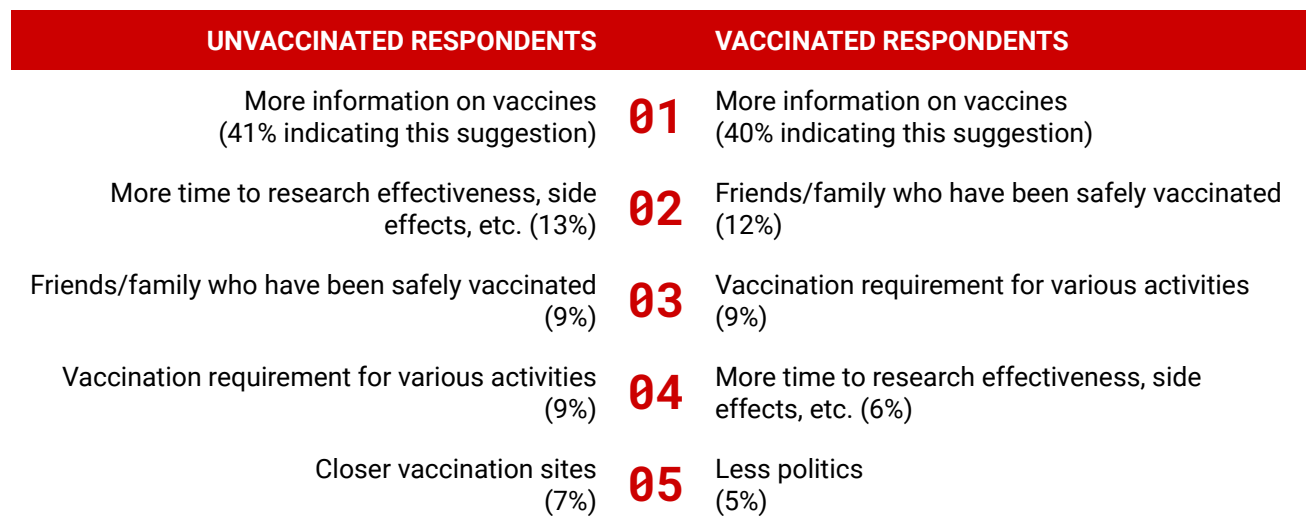 UNVACCINATED RESPONDENTS
VACCINATED RESPONDENTS
More information on vaccines
(41% indicating this suggestion)
01
More information on vaccines
(40% indicating this suggestion)
More time to research effectiveness, side
effects, etc. (13%)
02
Friends/family who have been safely vaccinated
(12%)
Friends/family who have been safely vaccinated
(9%)
03
Vaccination requirement for various activities
(9%)
Vaccination requirement for various activities
(9%)
04
More time to research effectiveness, side
effects, etc. (6%)
Closer vaccination sites
(7%)
05
Less politics
(5%)